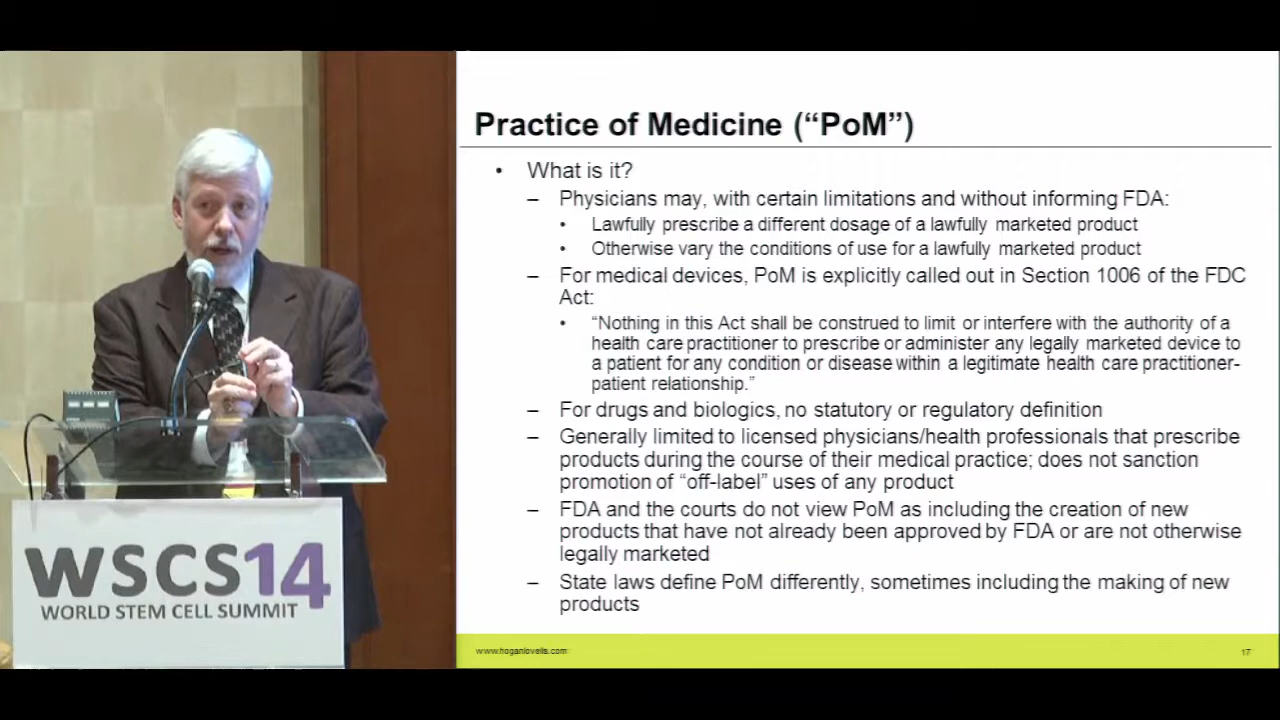 Practice of Medicine (“PoM”)
• What is it?
– Physicians may, with certain limitations and without informing FDA:
• Lawfully prescribe a different dosage of a lawfully marketed product
• Otherwise vary the conditions of use for a lawfully marketed product
– For medical devices, PoM is explicitly called out in Section 1006 of the FDC
Act:
• “Nothing in this Act shall be construed to limit or interfere with the authority of a
health care practitioner to prescribe or administer any legally marketed device to
a patient for any condition or disease within a legitimate health care practitioner-
patient relationship.”
– For drugs and biologics, no statutory or regulatory definition
– Generally limited to licensed physicians/health professionals that prescribe
products during the course of their medical practice; does not sanction
promotion of “off-label” uses of any product
– FDA and the courts do not view PoM as including the creation of new
products that have not already been approved by FDA or are not otherwise
legally marketed
– State laws define PoM differently, sometimes including the making of new
products
www.hoganlovells.com
17
WSCS14
WORLD STEM CELL SUMMIT